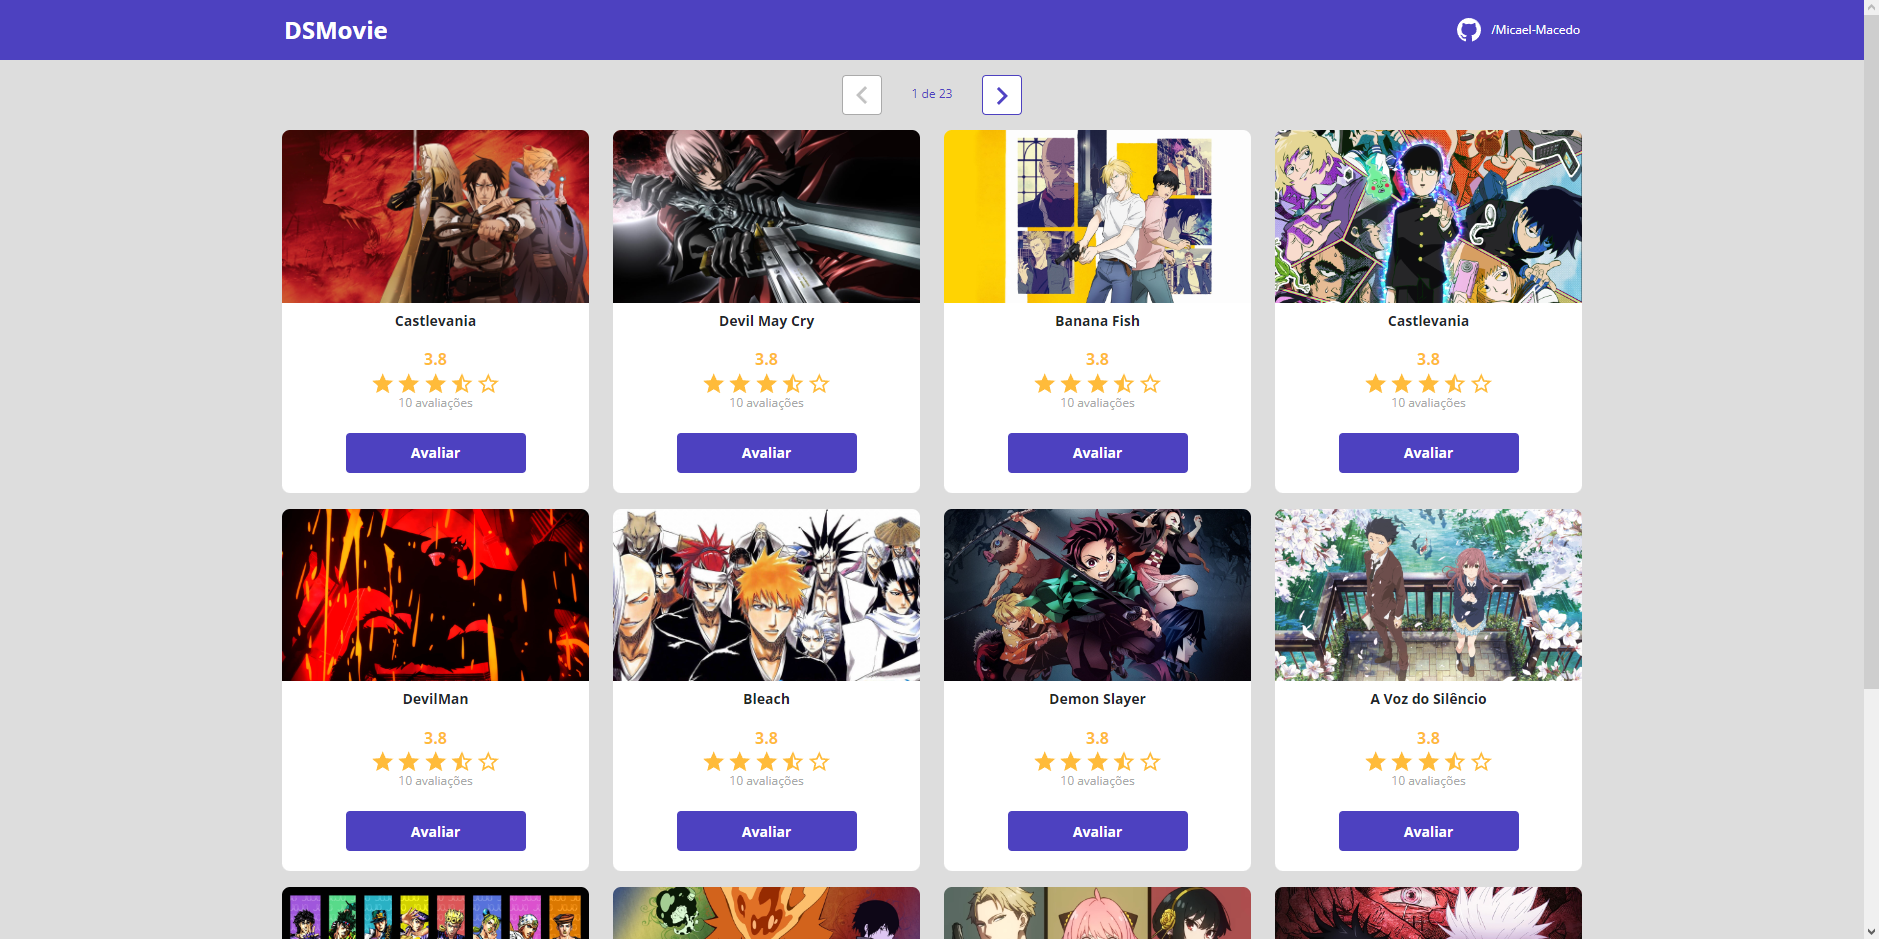 DSMovie
/Micael-Macedo
1 de 23
Castlevania
3.8
10 avaliações
Avaliar
Devil May Cry
3.8
10 avaliações
Avaliar
Banana Fish
3.8
10 avaliações
Avaliar
Castlevania
3.8
10 avaliações
Avaliar
DevilMan
3.8
10 avaliações
Avaliar
Bleach
3.8
10 avaliações
Avaliar
Demon Slayer
3.8
10 avaliações
Avaliar
A Voz do Silêncio
3.8
10 avaliações
Avaliar